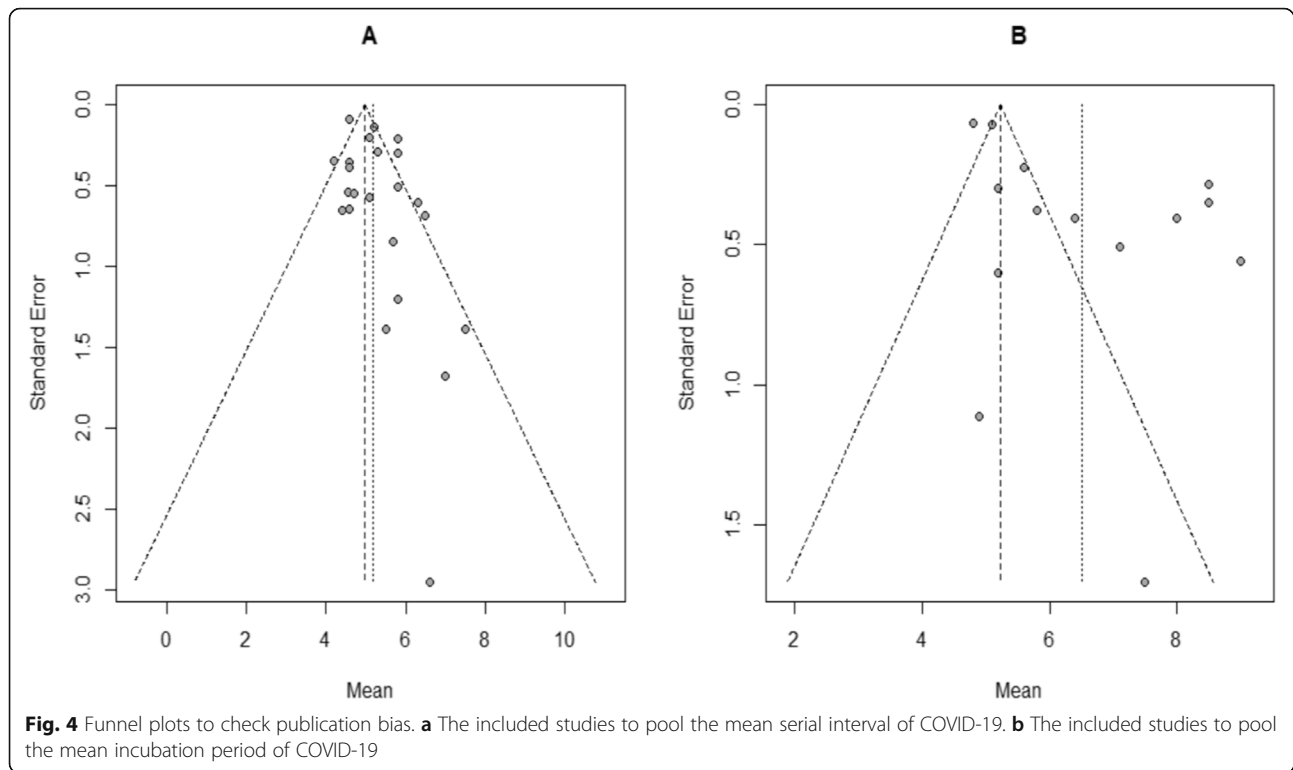 A
0.0
0.5
1.0
1.5
2.0
2.5
3.0
Standard Error
0 2 4 6 8 10
Mean
B
0.0
0.5
1.0
1.5
Standard Error
2 4 6 8
Mean
Fig. 4 Funnel plots to check publication bias. a The included studies to pool the mean serial interval of COVID-19. b The included studies to pool
the mean incubation period of COVID-19